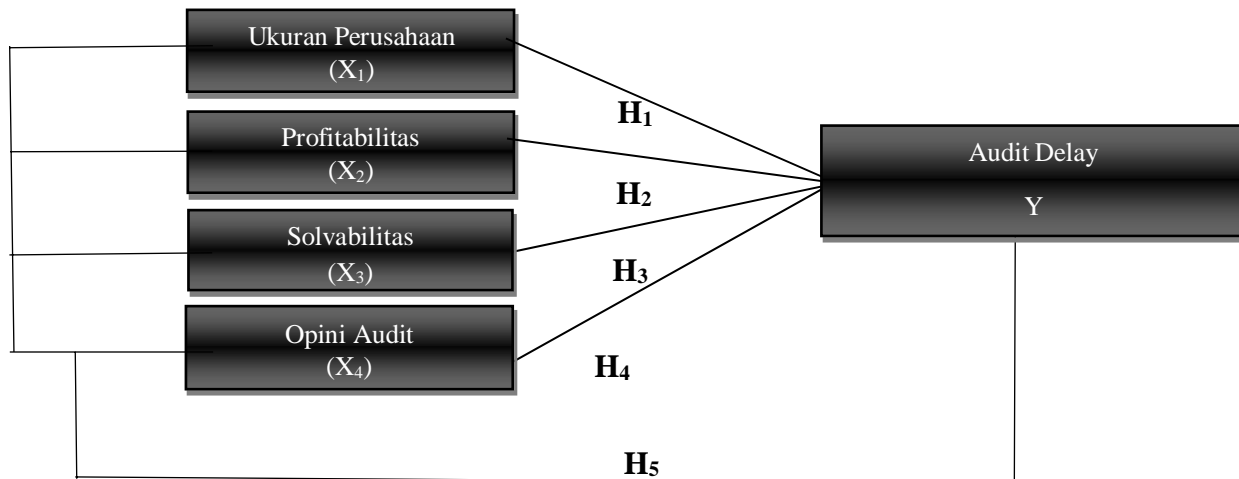 Ukuran Perusahaan
(X₁)
H₁
Profitabilitas
(X₂)
Audit Delay
Y
H₂
Solvabilitas
(X₃)
H₃
Opini Audit
(X₄)
H₄
H₅